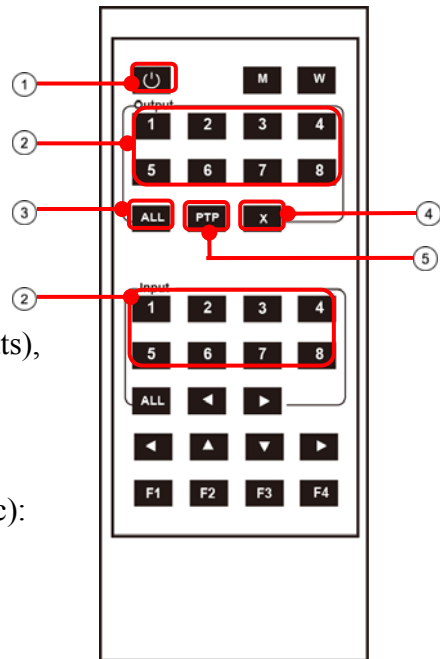 1
M W
Output
2
1 2 3 4
5 6 7 8
3
ALL PTP X
4
5
Input
2
1 2 3 4
ts),
5 6 7 8
ALL ◄ ►
◄ ▲ ▼ ►
c):
F1 F2 F3 F4